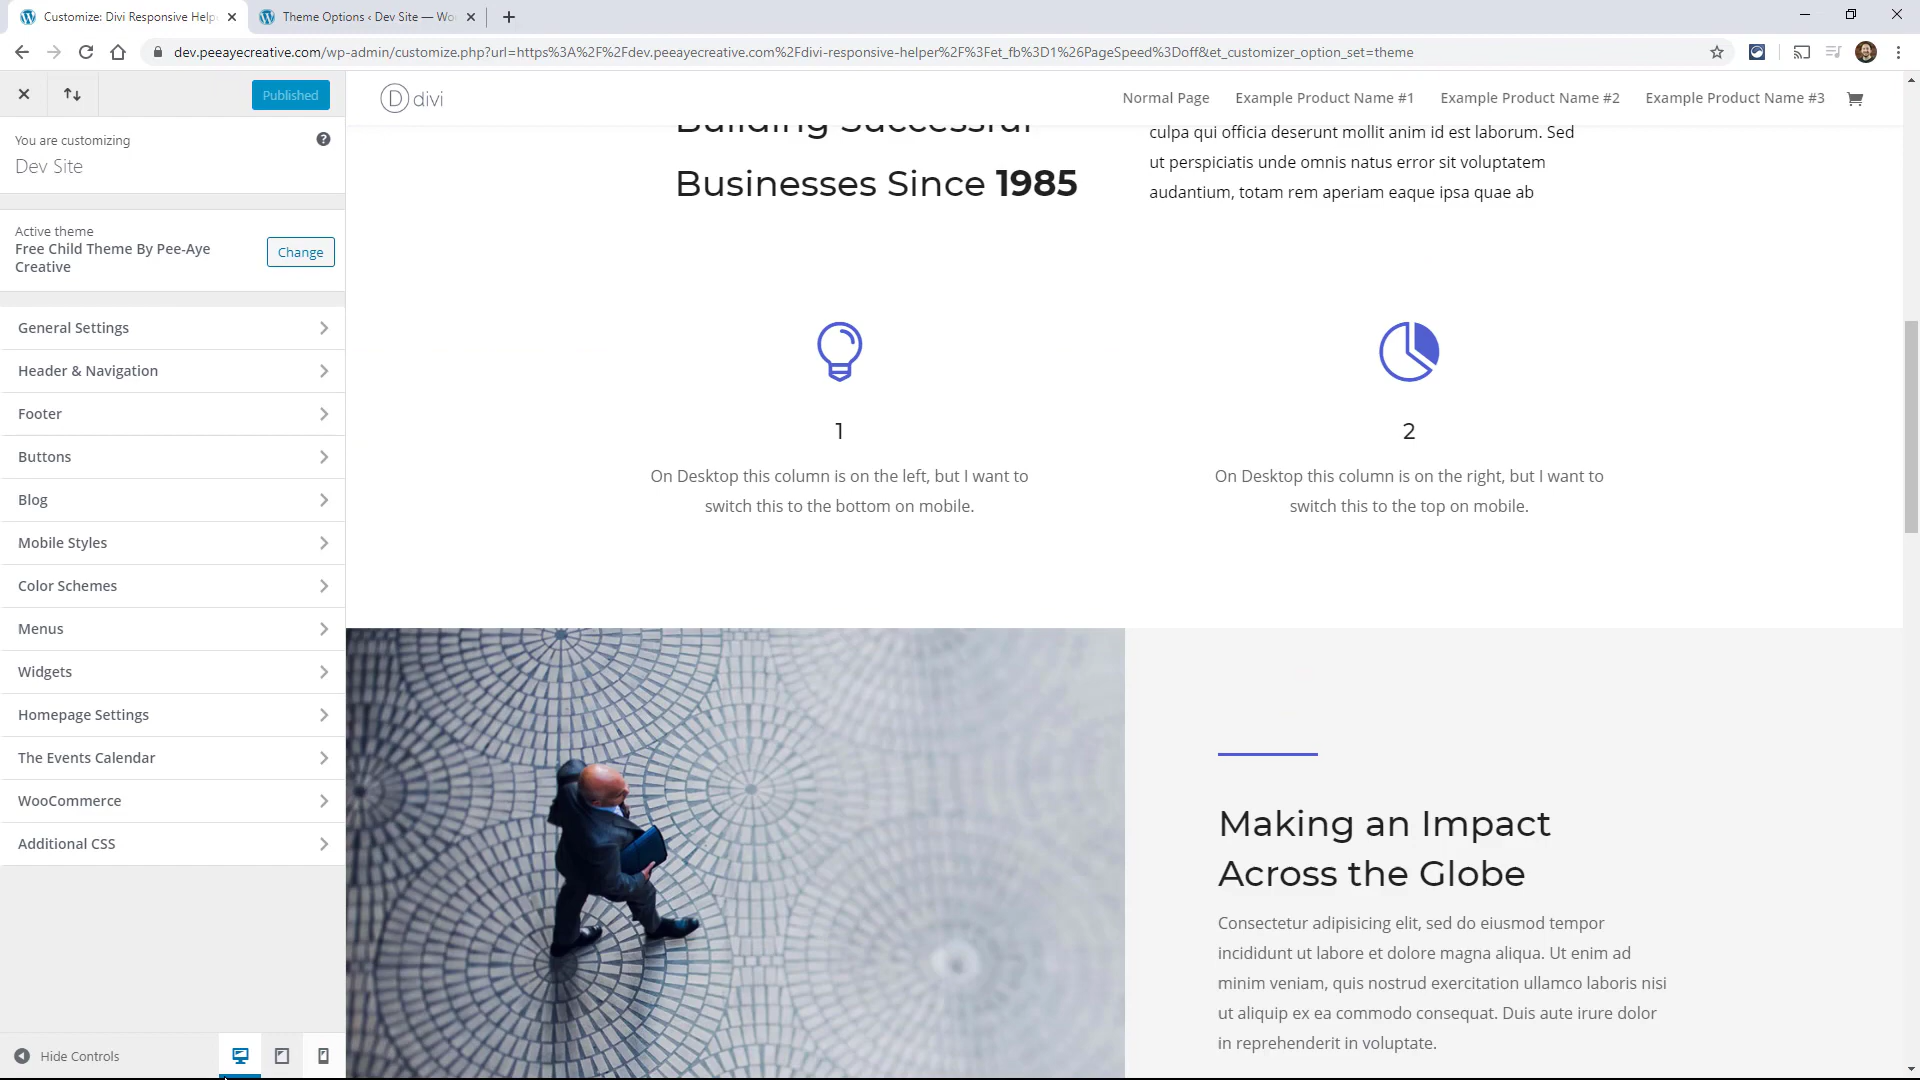 Customize: Divi Responsive Help
Theme Options ‹ Dev Site — Wo
dev.peeayecreative.com/wp-admin/customize.php?url=https%3A%2F%2Fdev.peeayecreative.com%2Fdivi-responsive-helper%2F%3Fet_fb%3D1%26PageSpeed%3Doff&et_customizer_option_set=theme
Published
You are customizing
Dev Site
Active theme
Free Child Theme By Pee-Aye
Creative
Change
General Settings
Header & Navigation
Footer
Buttons
Blog
Mobile Styles
Color Schemes
Menus
Widgets
Homepage Settings
The Events Calendar
WooCommerce
Additional CSS
Hide Controls
D divi
Normal Page
Example Product Name #1
Example Product Name #2
Example Product Name #3
Building Successful
Businesses Since 1985
culpa qui officia deserunt mollit anim id est laborum. Sed
ut perspiciatis unde omnis natus error sit voluptatem
audantium, totam rem aperiam eaque ipsa quae ab
1
On Desktop this column is on the left, but I want to
switch this to the bottom on mobile.
2
On Desktop this column is on the right, but I want to
switch this to the top on mobile.
Making an Impact
Across the Globe
Consectetur adipisicing elit, sed do eiusmod tempor
incididunt ut labore et dolore magna aliqua. Ut enim ad
minim veniam, quis nostrud exercitation ullamco laboris nisi
ut aliquip ex ea commodo consequat. Duis aute irure dolor
in reprehenderit in voluptate.